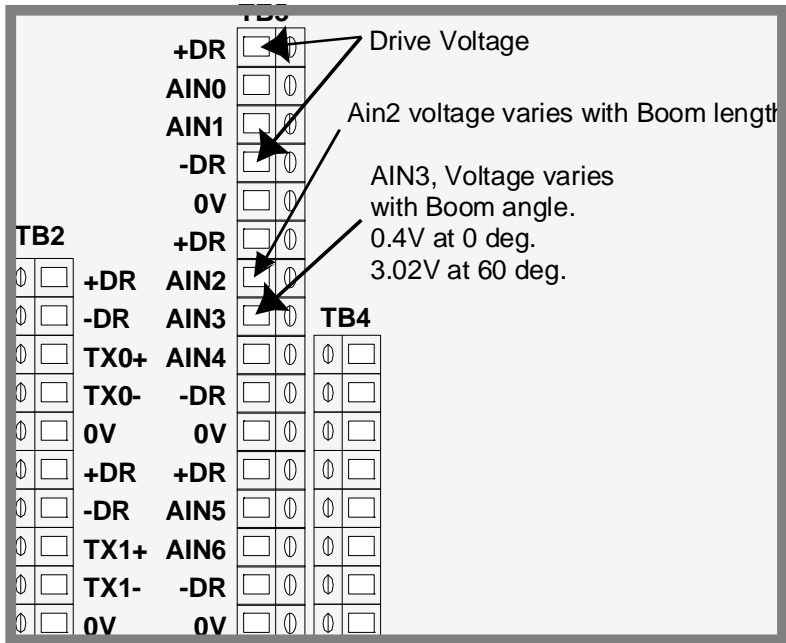 TB3
+DR
Drive Voltage
AIN0
AIN1
Ain2 voltage varies with Boom length
-DR
0V
AIN3, Voltage varies
with Boom angle.
0.4V at 0 deg.
3.02V at 60 deg.
+DR
AIN2
AIN3
AIN4
-DR
0V
+DR
AIN5
AIN6
-DR
0V
TB2
+DR
-DR
TX0+
TX0-
0V
+DR
-DR
TX1+
TX1-
0V
TB4